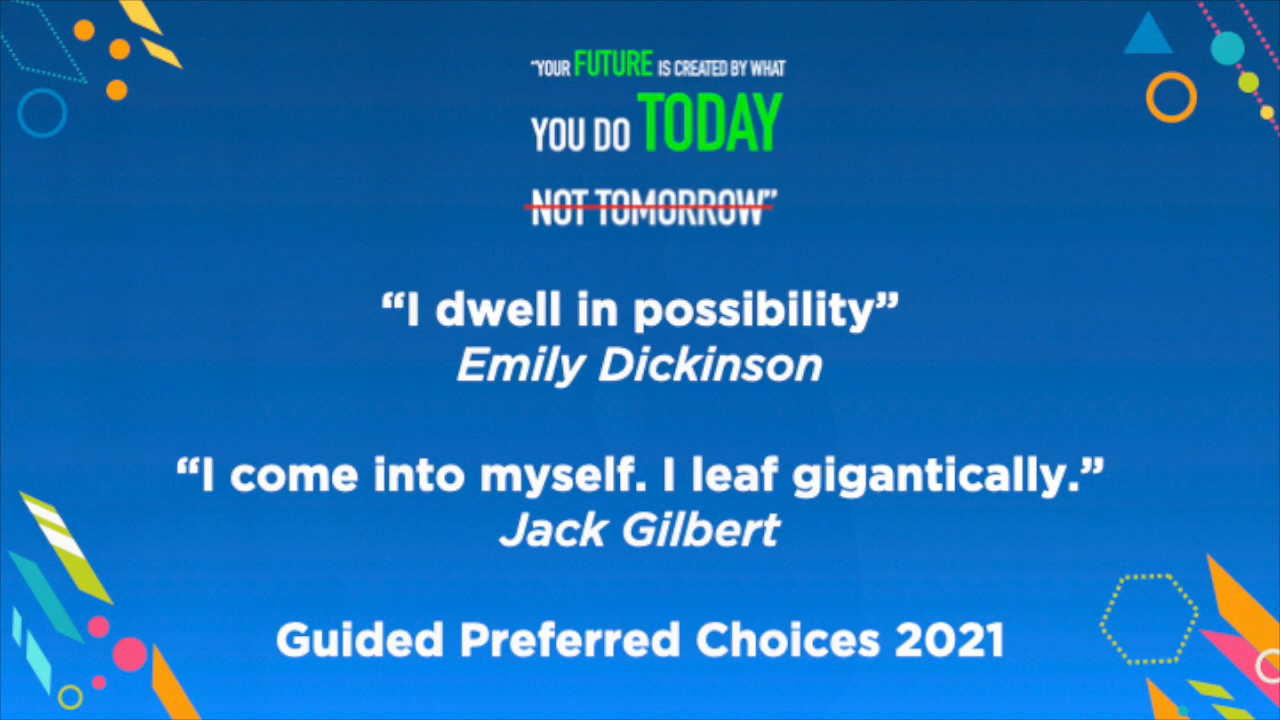 "YOUR FUTURE IS CREATED BY WHAT
YOU DO TODAY
NOT TOMORROW"
“I dwell in possibility”
Emily Dickinson
“I come into myself. I leaf gigantically.”
Jack Gilbert
Guided Preferred Choices 2021